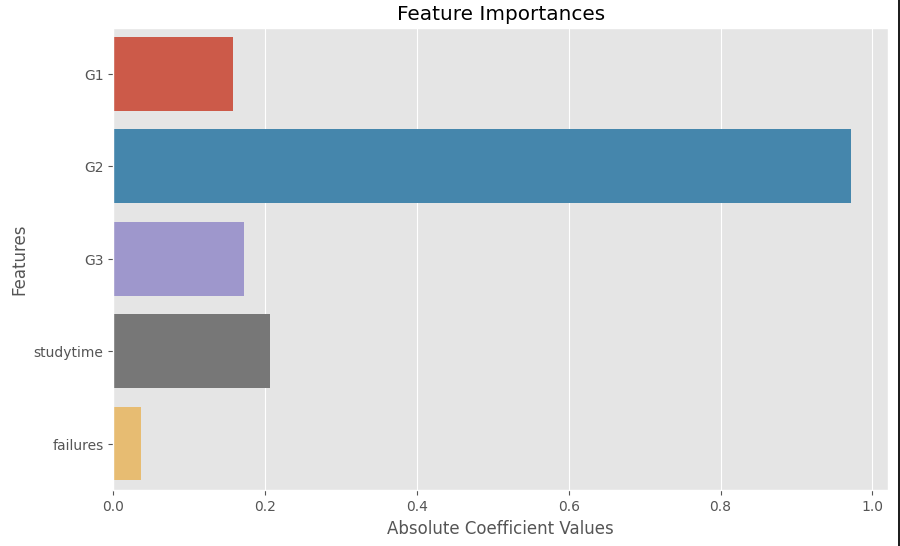 Feature Importances
G1
G2
G3
studytime
failures
Features
0.0 0.2 0.4 0.6 0.8 1.0
Absolute Coefficient Values